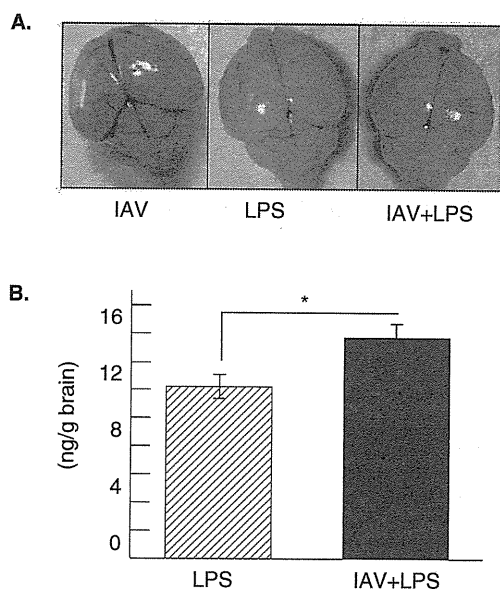 A.
IAV
LPS
IAV+LPS
B.
*
16
12
8
4
0
(ng/g brain)
LPS
IAV+LPS